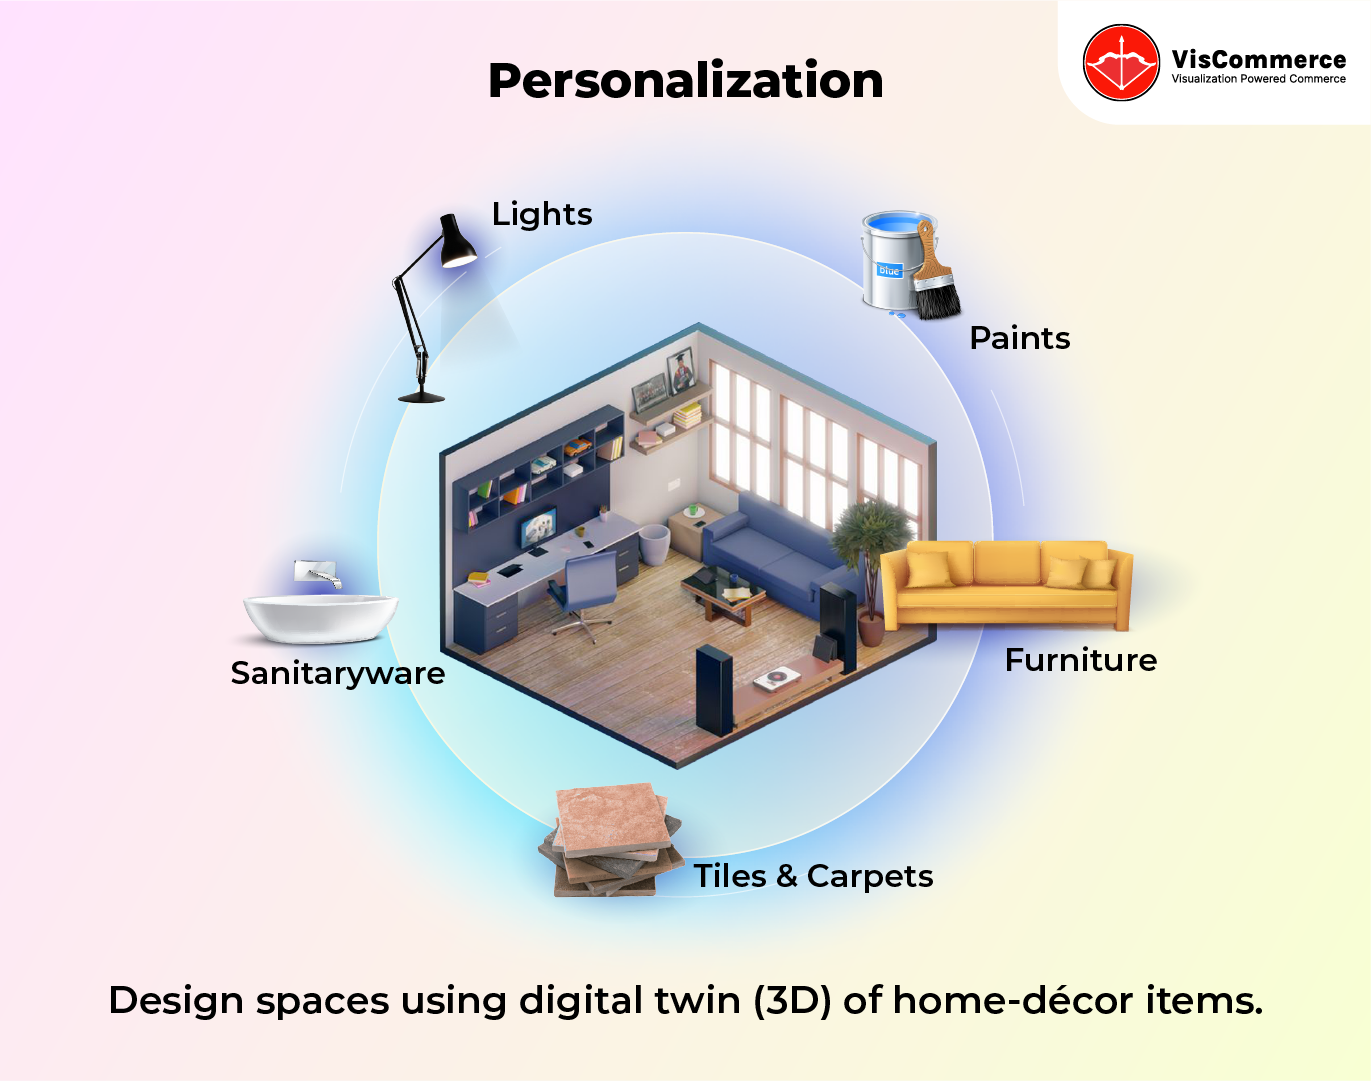 Personalization
VisCommerce
Visualization Powered Commerce
Lights
blue
Paints
Sanitaryware
Furniture
Tiles & Carpets
Design spaces using digital twin (3D) of home-décor items.